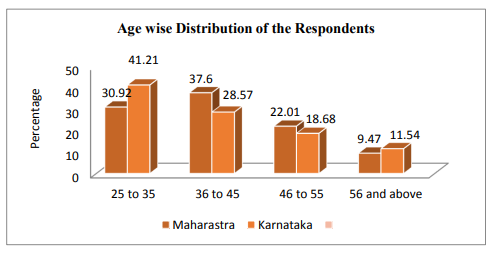 Age wise Distribution of the Respondents
Percentage
50
40
30
20
10
0
30.92
41.21
37.6
28.57
22.01
18.68
9.47
11.54
25 to 35
36 to 45
46 to 55
56 and above
Maharastra
Karnataka